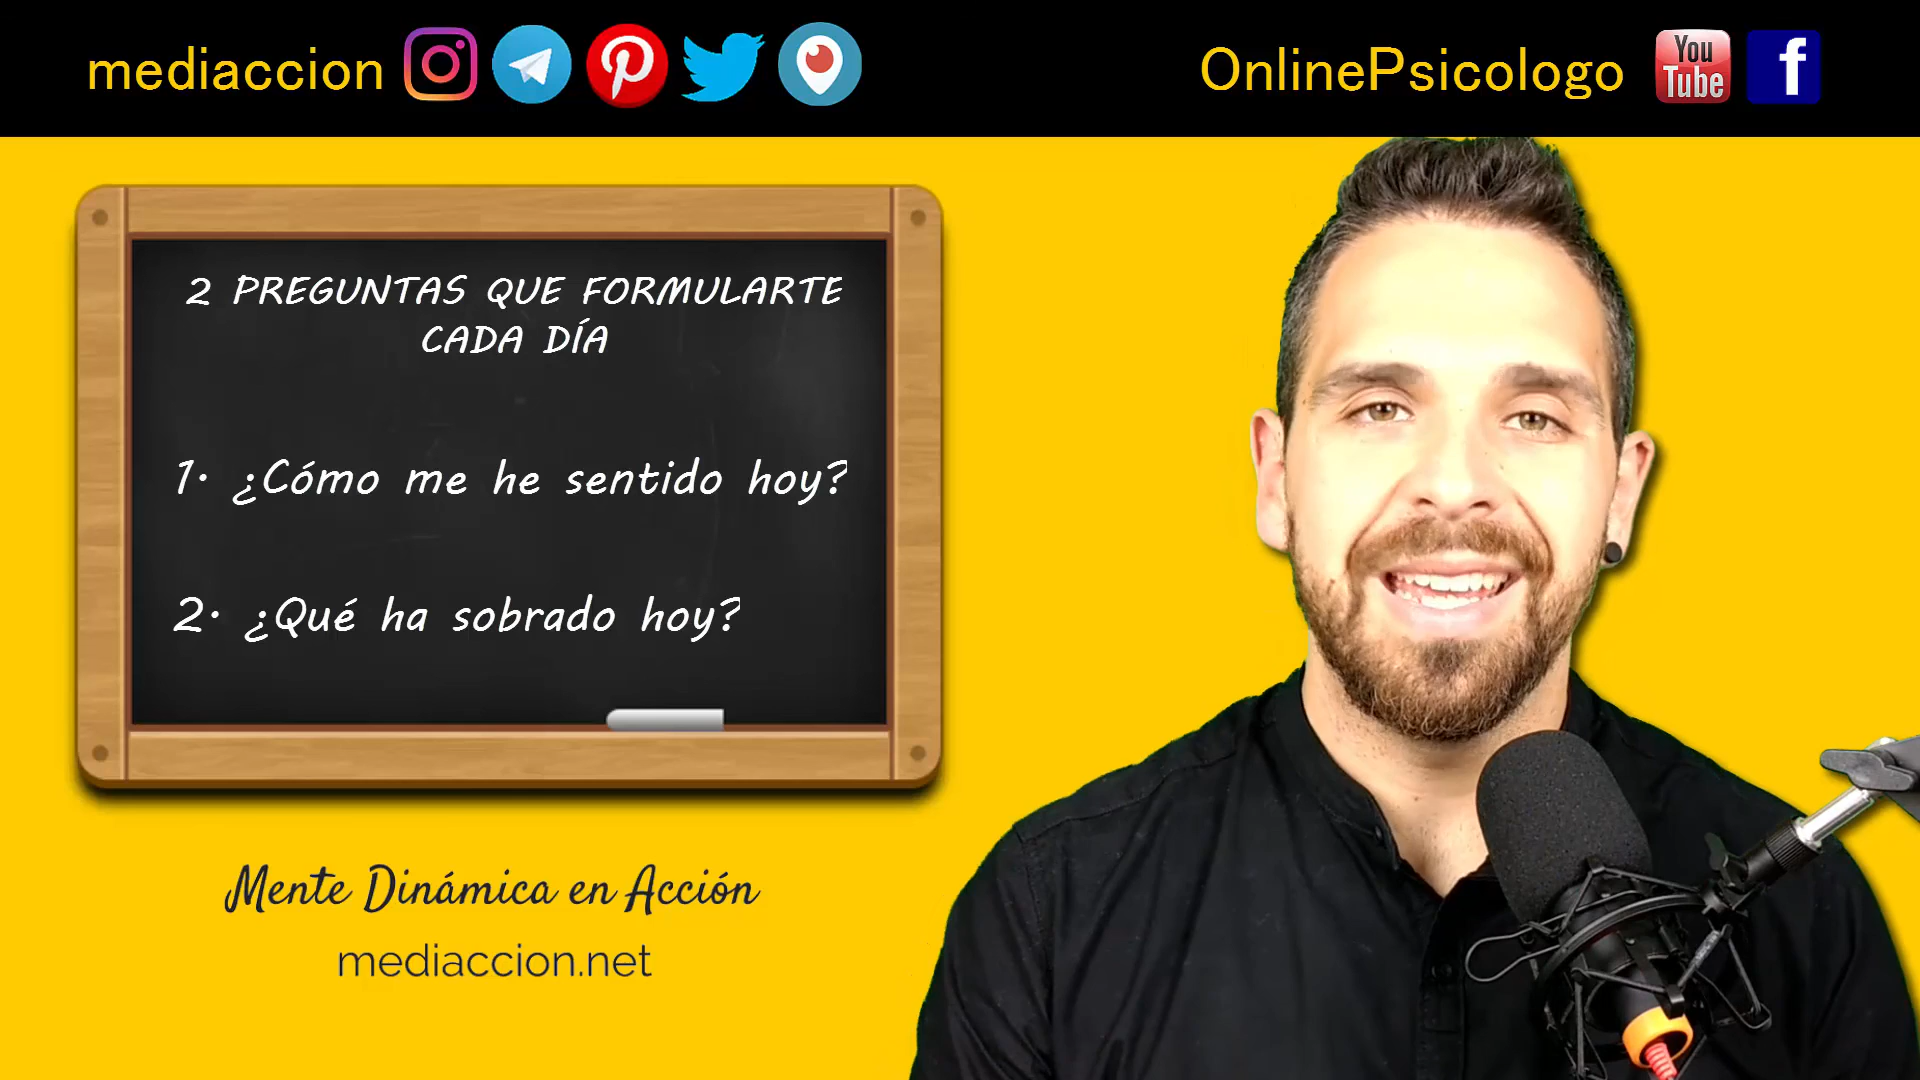 mediaccion
OnlinePsicologo
You
Tube
f
2 PREGUNTAS QUE FORMULARTE
CADA DÍA
1. ¿Cómo me he sentido hoy?
2. ¿Qué ha sobrado hoy?
Mente Dinámica en Acción
mediaccion.net